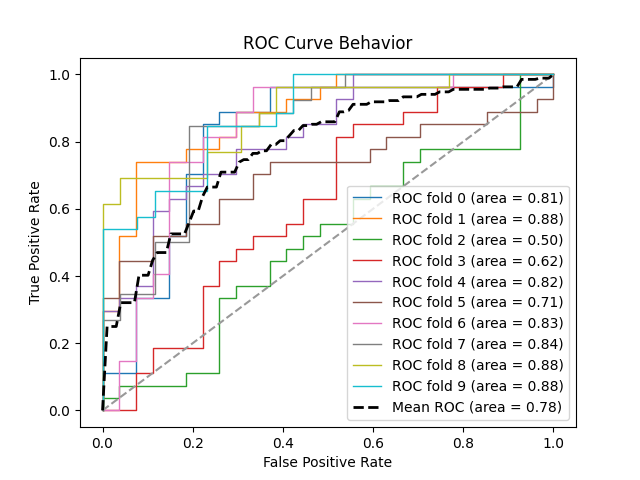 ROC Curve Behavior
True Positive Rate
1.0
0.8
0.6
0.4
0.2
0.0
ROC fold 0 (area = 0.81)
ROC fold 1 (area = 0.88)
ROC fold 2 (area = 0.50)
ROC fold 3 (area = 0.62)
ROC fold 4 (area = 0.82)
ROC fold 5 (area = 0.71)
ROC fold 6 (area = 0.83)
ROC fold 7 (area = 0.84)
ROC fold 8 (area = 0.88)
ROC fold 9 (area = 0.88)
Mean ROC (area = 0.78)
0.0 0.2 0.4 0.6 0.8 1.0
False Positive Rate